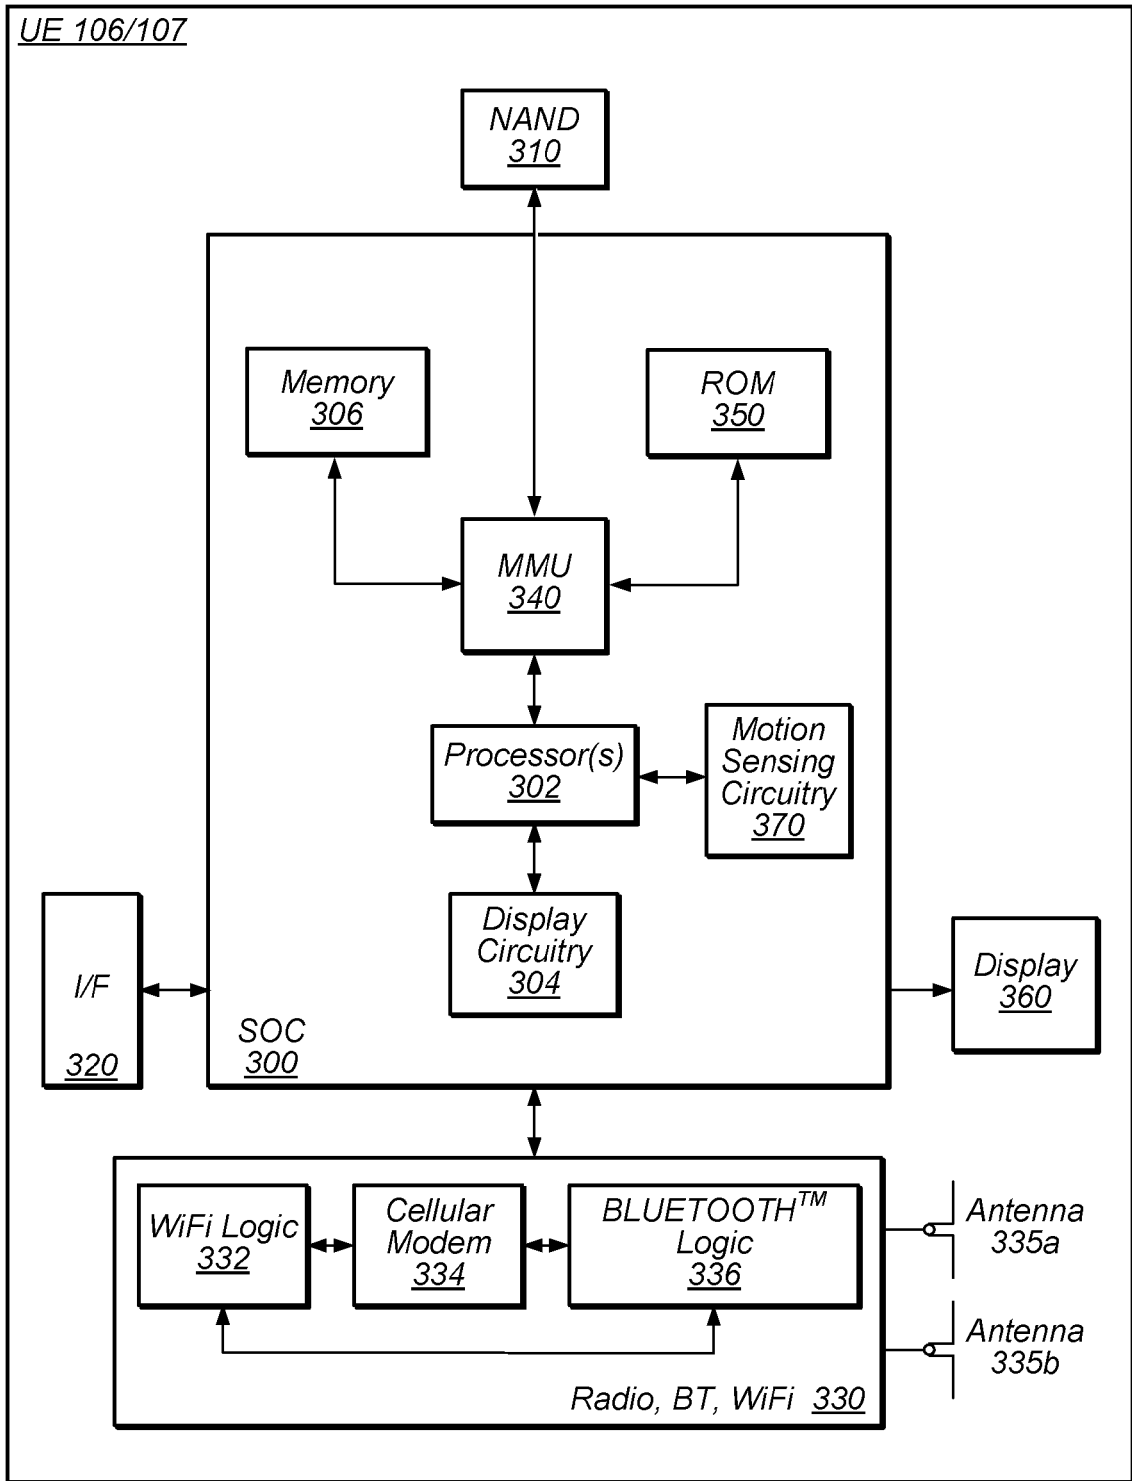 UE 106/107
NAND
310
Memory
306
ROM
350
MMU
340
Processor(s)
302
Motion
Sensing
Circuitry
370
Display
Circuitry
304
I/F
320
SOC
300
Display
360
WiFi Logic
332
Cellular
Modem
334
BLUETOOTH™
Logic
336
Antenna
335a
Antenna
335b
Radio, BT, WiFi 330